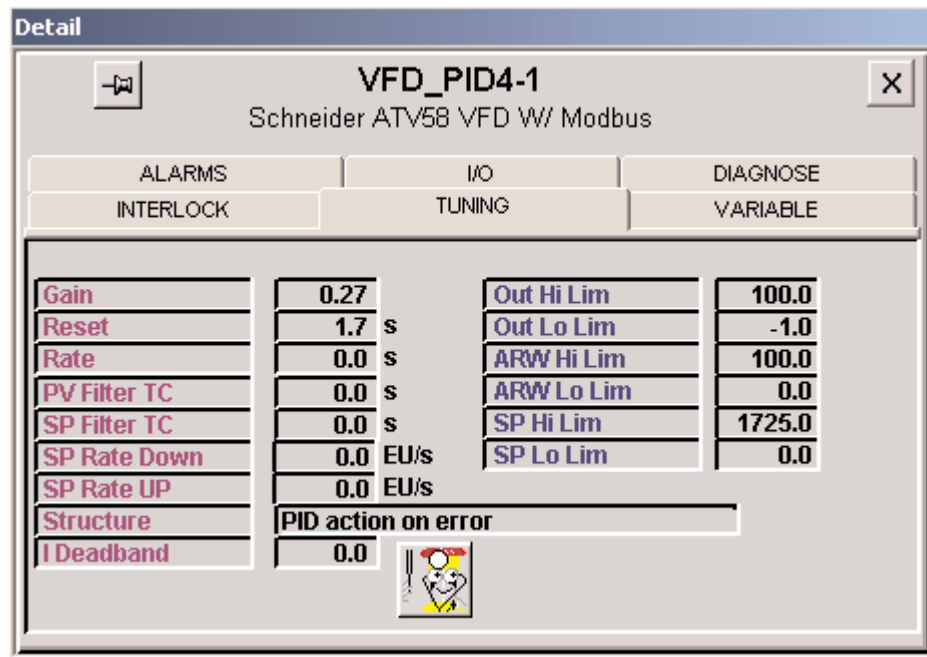 Detail
VFD_PID4-1
X
Schneider ATV58 VFD W/ Modbus
ALARMS I/O DIAGNOSE
INTERLOCK TUNING VARIABLE
Gain 0.27 Out Hi Lim 100.0
Reset 1.7 s Out Lo Lim -1.0
Rate 0.0 s ARW Hi Lim 100.0
PV Filter TC 0.0 s ARW Lo Lim 0.0
SP Filter TC 0.0 s SP Hi Lim 1725.0
SP Rate Down 0.0 EU/s SP Lo Lim 0.0
SP Rate UP 0.0 EU/s
Structure PID action on error
I Deadband 0.0